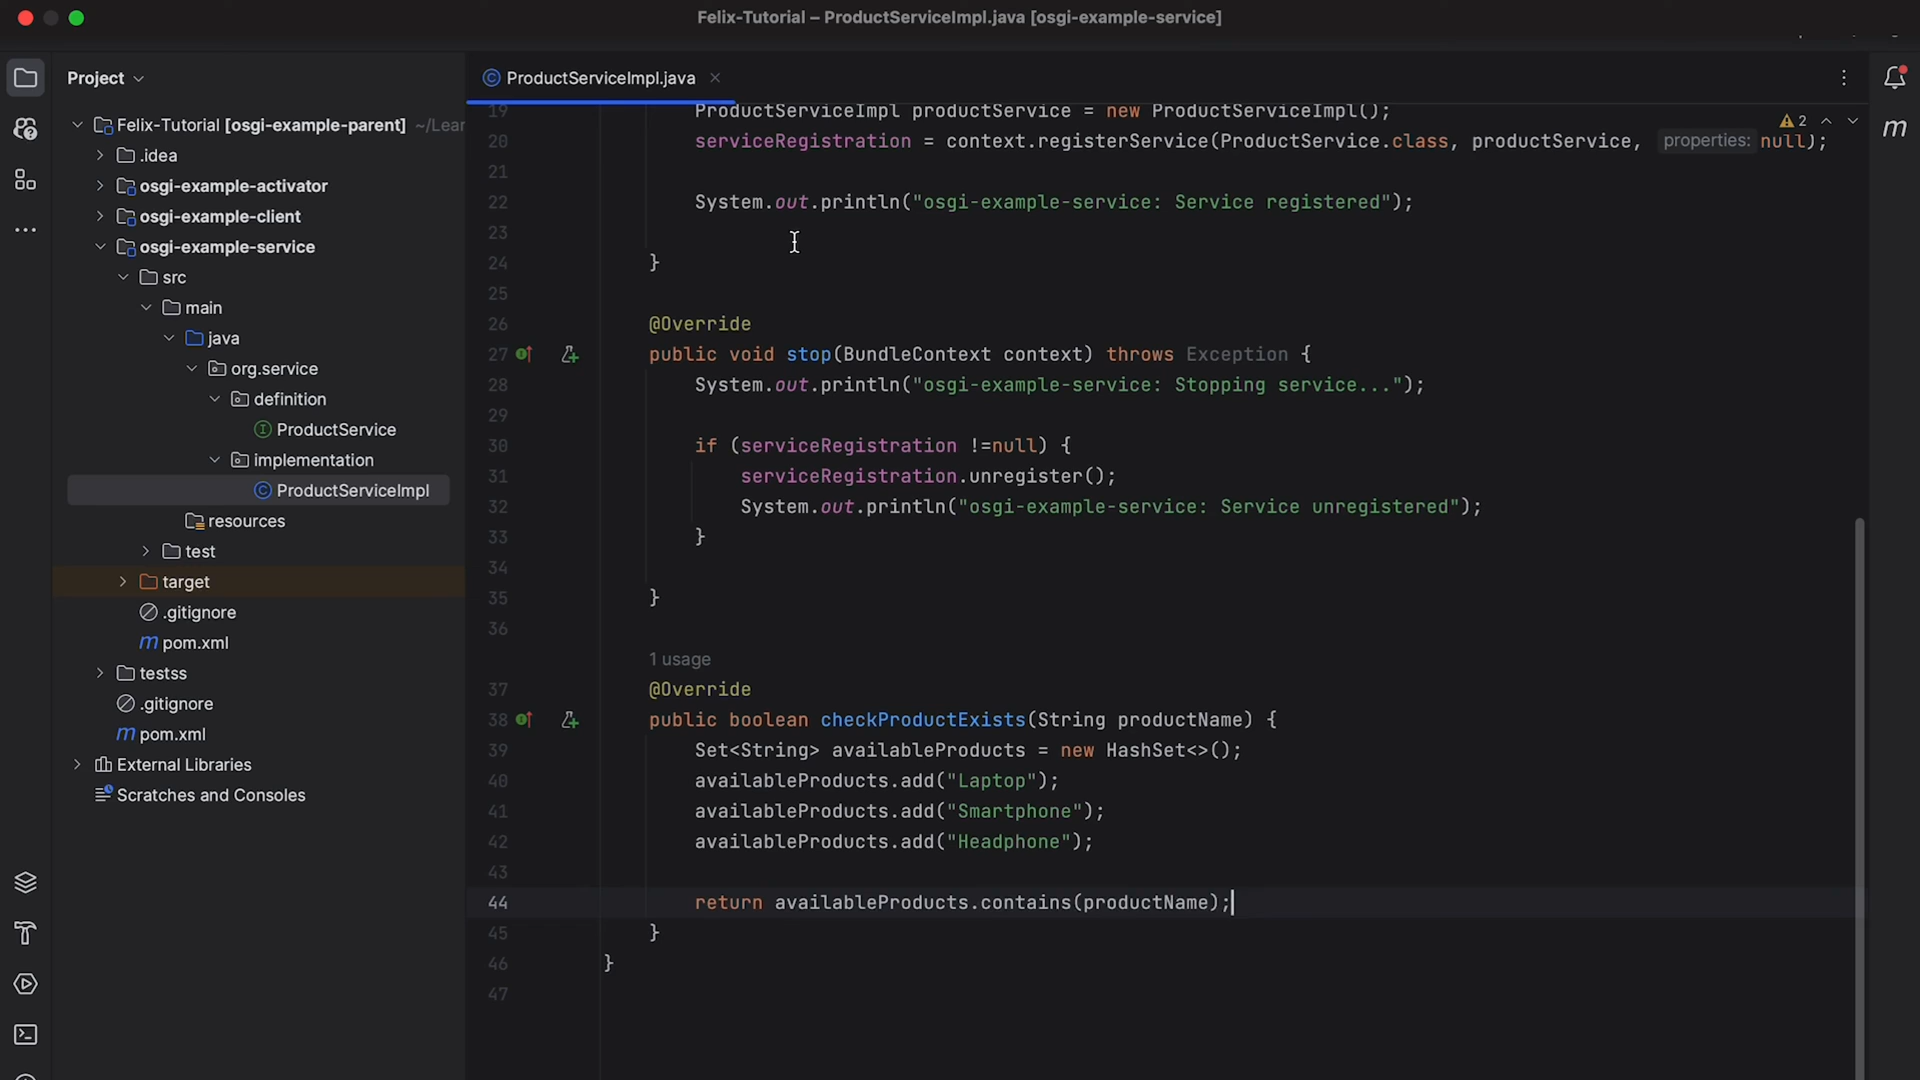 Felix-Tutorial – ProductServiceImpl.java [osgi-example-service]
Project
Felix-Tutorial [osgi-example-parent] ~/Lear
.idea
osgi-example-activator
osgi-example-client
osgi-example-service
src
main
java
org.service
definition
ProductService
implementation
ProductServiceImpl
resources
test
target
.gitignore
pom.xml
testss
.gitignore
pom.xml
External Libraries
Scratches and Consoles
ProductServiceImpl.java
2
19 ProductServiceImpl productService = new ProductServiceImpl();
20 serviceRegistration = context.registerService(ProductService.class, productService, properties: null);
21
22 System.out.println("osgi-example-service: Service registered");
23
24 }
25
26 @Override
27 public void stop(BundleContext context) throws Exception {
28 System.out.println("osgi-example-service: Stopping service...");
29
30 if (serviceRegistration !=null) {
31 serviceRegistration.unregister();
32 System.out.println("osgi-example-service: Service unregistered");
33 }
34
35 }
36
1 usage
37 @Override
38 public boolean checkProductExists(String productName) {
39 Set<String> availableProducts = new HashSet<>();
40 availableProducts.add("Laptop");
41 availableProducts.add("Smartphone");
42 availableProducts.add("Headphone");
43
44 return availableProducts.contains(productName);
45 }
46 }
47